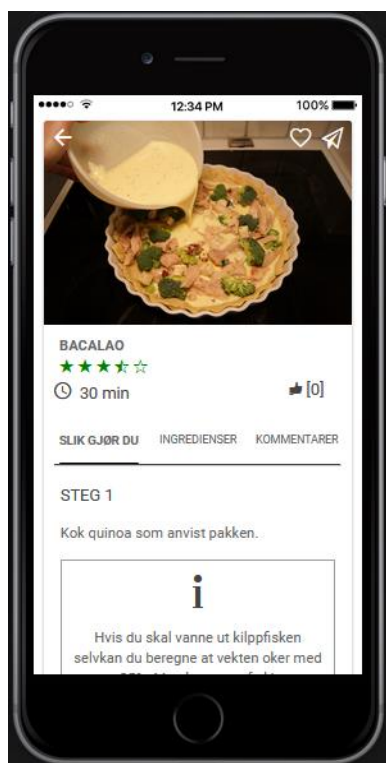 12:34 PM
100%
BACALAO
30 min
[0]
SLIK GJØR DU INGREDIENSER KOMMENTARER
STEG 1
Kok quinoa som anvist pakken.
i
Hvis du skal vanne ut kilppfisken
selvkan du beregne at vekten oker med